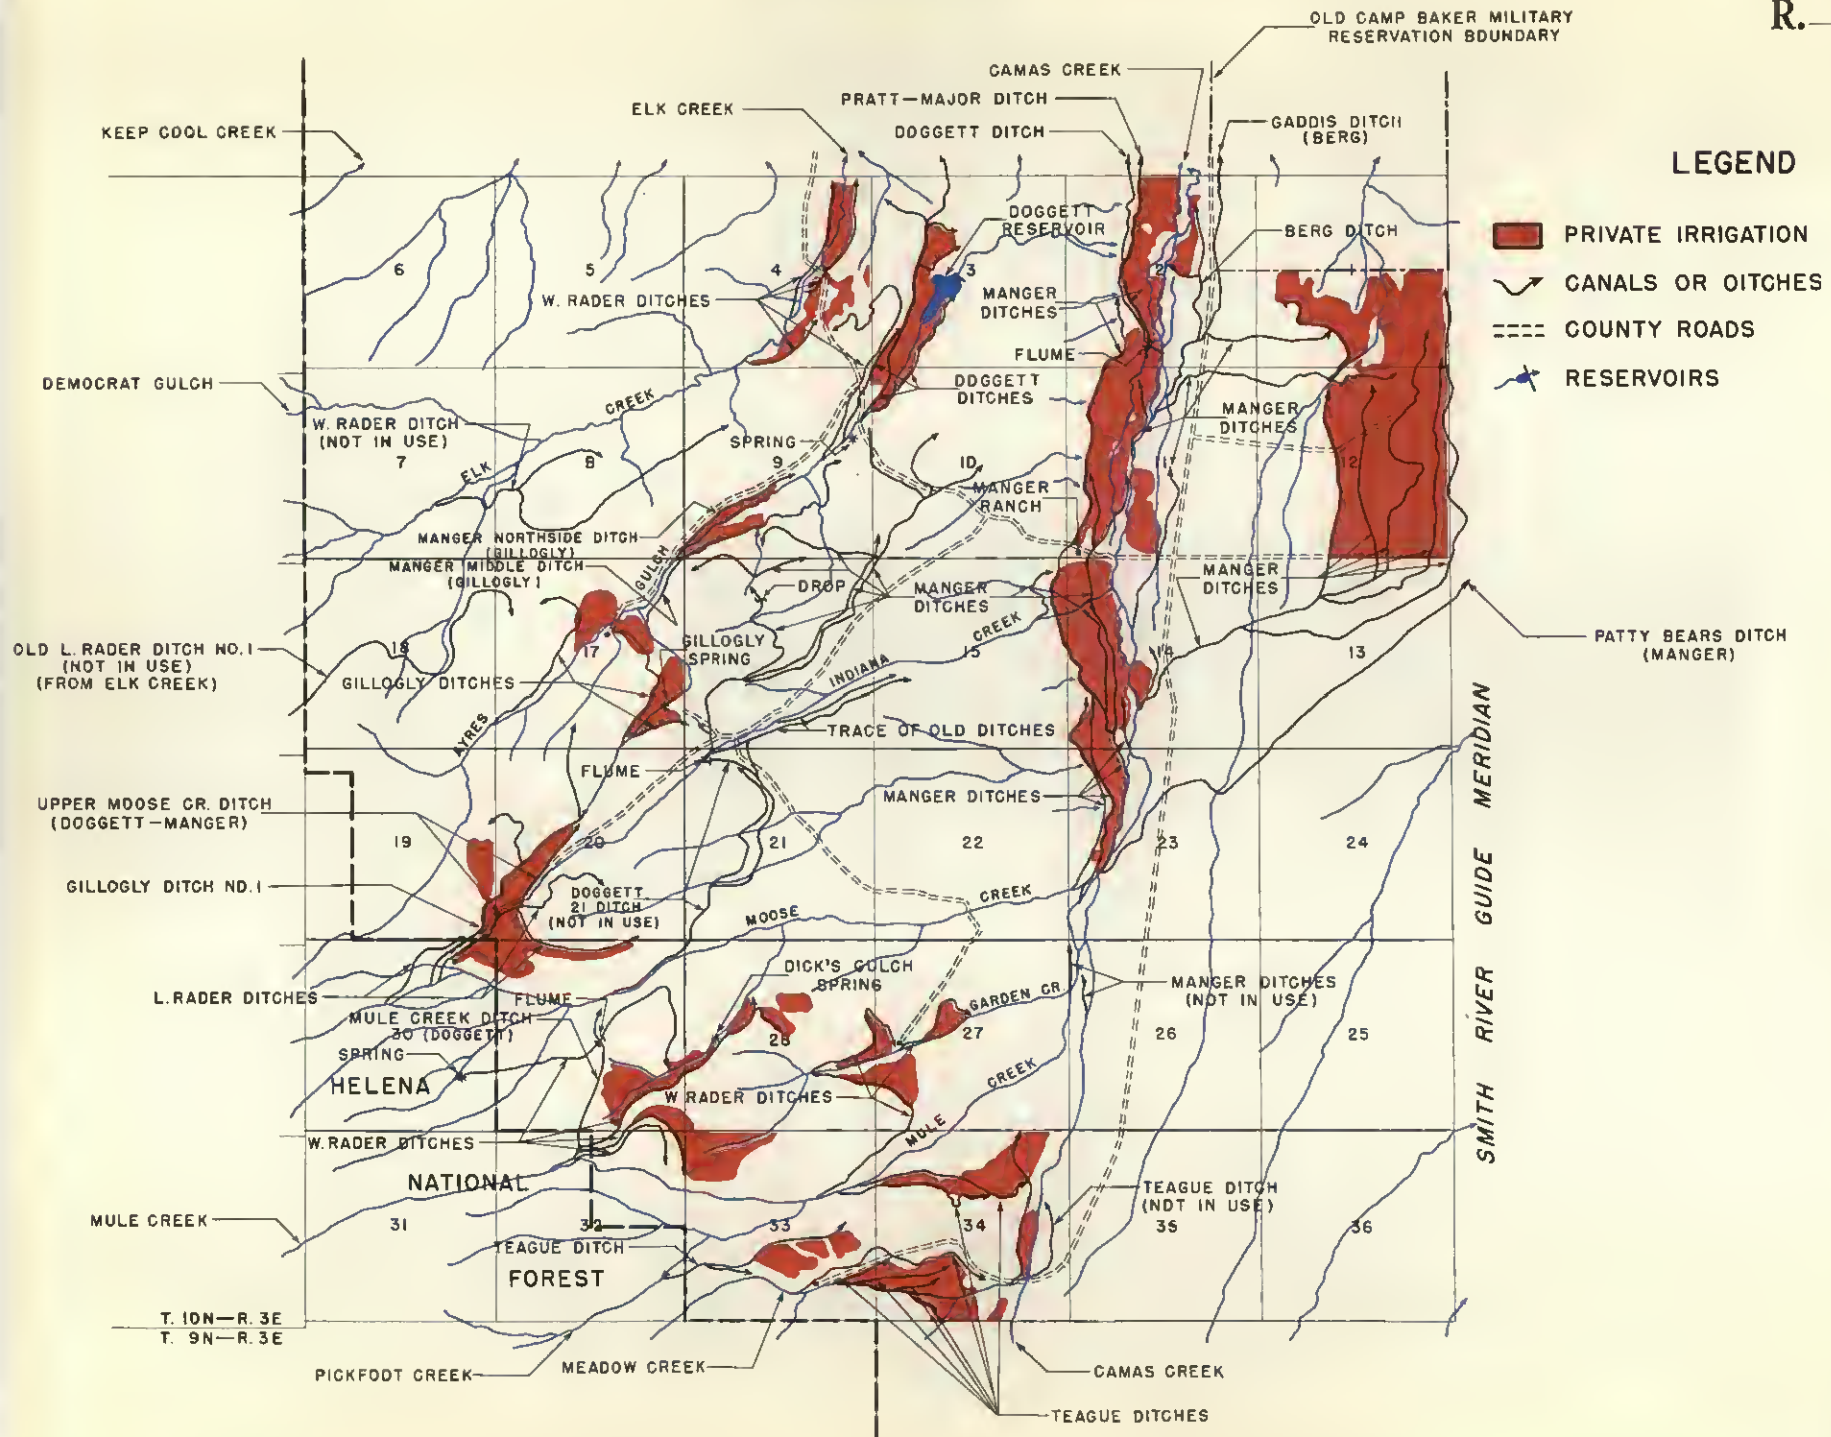 R.
OLD CAMP BAKER MILITARY
RESERVATION BOUNDARY
CAMAS CREEK
PRATT—MAJOR DITCH
ELK CREEK
DOGGETT DITCH
GADDIS DITCH
(BERG)
KEEP COOL CREEK
LEGEND
PRIVATE IRRIGATION
CANALS OR DITCHES
COUNTY ROADS
RESERVOIRS
DOGGETT
RESERVOIR
BERG DITCH
6
5
4
3
2
1
W. RADER DITCHES
MANGER
DITCHES
FLUME
DEMOCRAT GULCH
DOGGETT
DITCHES
CREEK
W. RADER DITCH
(NOT IN USE)
MANGER
DITCHES
SPRING
7
8
9
10
11
12
ELK
MANGER
RANCH
MANGER NORTHSIDE DITCH
(GILLOGLY)
MANGER MIDDLE DITCH
(GILLOGLY)
GULCH
DROP
MANGER
DITCHES
MANGER
DITCHES
CREEK
PATTY BEARS DITCH
(MANGER)
OLD L. RADER DITCH NO. 1
(NOT IN USE)
(FROM ELK CREEK)
18
17
GILLOGLY
SPRING
15
14
13
INDIANA
GILLOGLY DITCHES
AYRES
TRACE OF OLD DITCHES
FLUME
UPPER MOOSE CR. DITCH
(DOGGETT—MANGER)
MANGER DITCHES
19
20
21
22
23
24
GILLOGLY DITCH NO. 1
DOGGETT
21 DITCH
(NOT IN USE)
MOOSE
CREEK
DICK'S GULCH
SPRING
L. RADER DITCHES
FLUME
GARDEN CR.
MANGER DITCHES
(NOT IN USE)
MULE CREEK DITCH
30 (DOGGETT)
28
27
26
25
SPRING
HELENA
CREEK
W. RADER DITCHES
MULE
W. RADER DITCHES
NATIONAL
TEAGUE DITCH
(NOT IN USE)
MULE CREEK
31
32
33
34
35
36
TEAGUE DITCH
FOREST
T. 10N—R. 3E
T. 9N—R. 3E
PICKFOOT CREEK
MEADOW CREEK
CAMAS CREEK
TEAGUE DITCHES
SMITH RIVER GUIDE MERIDIAN